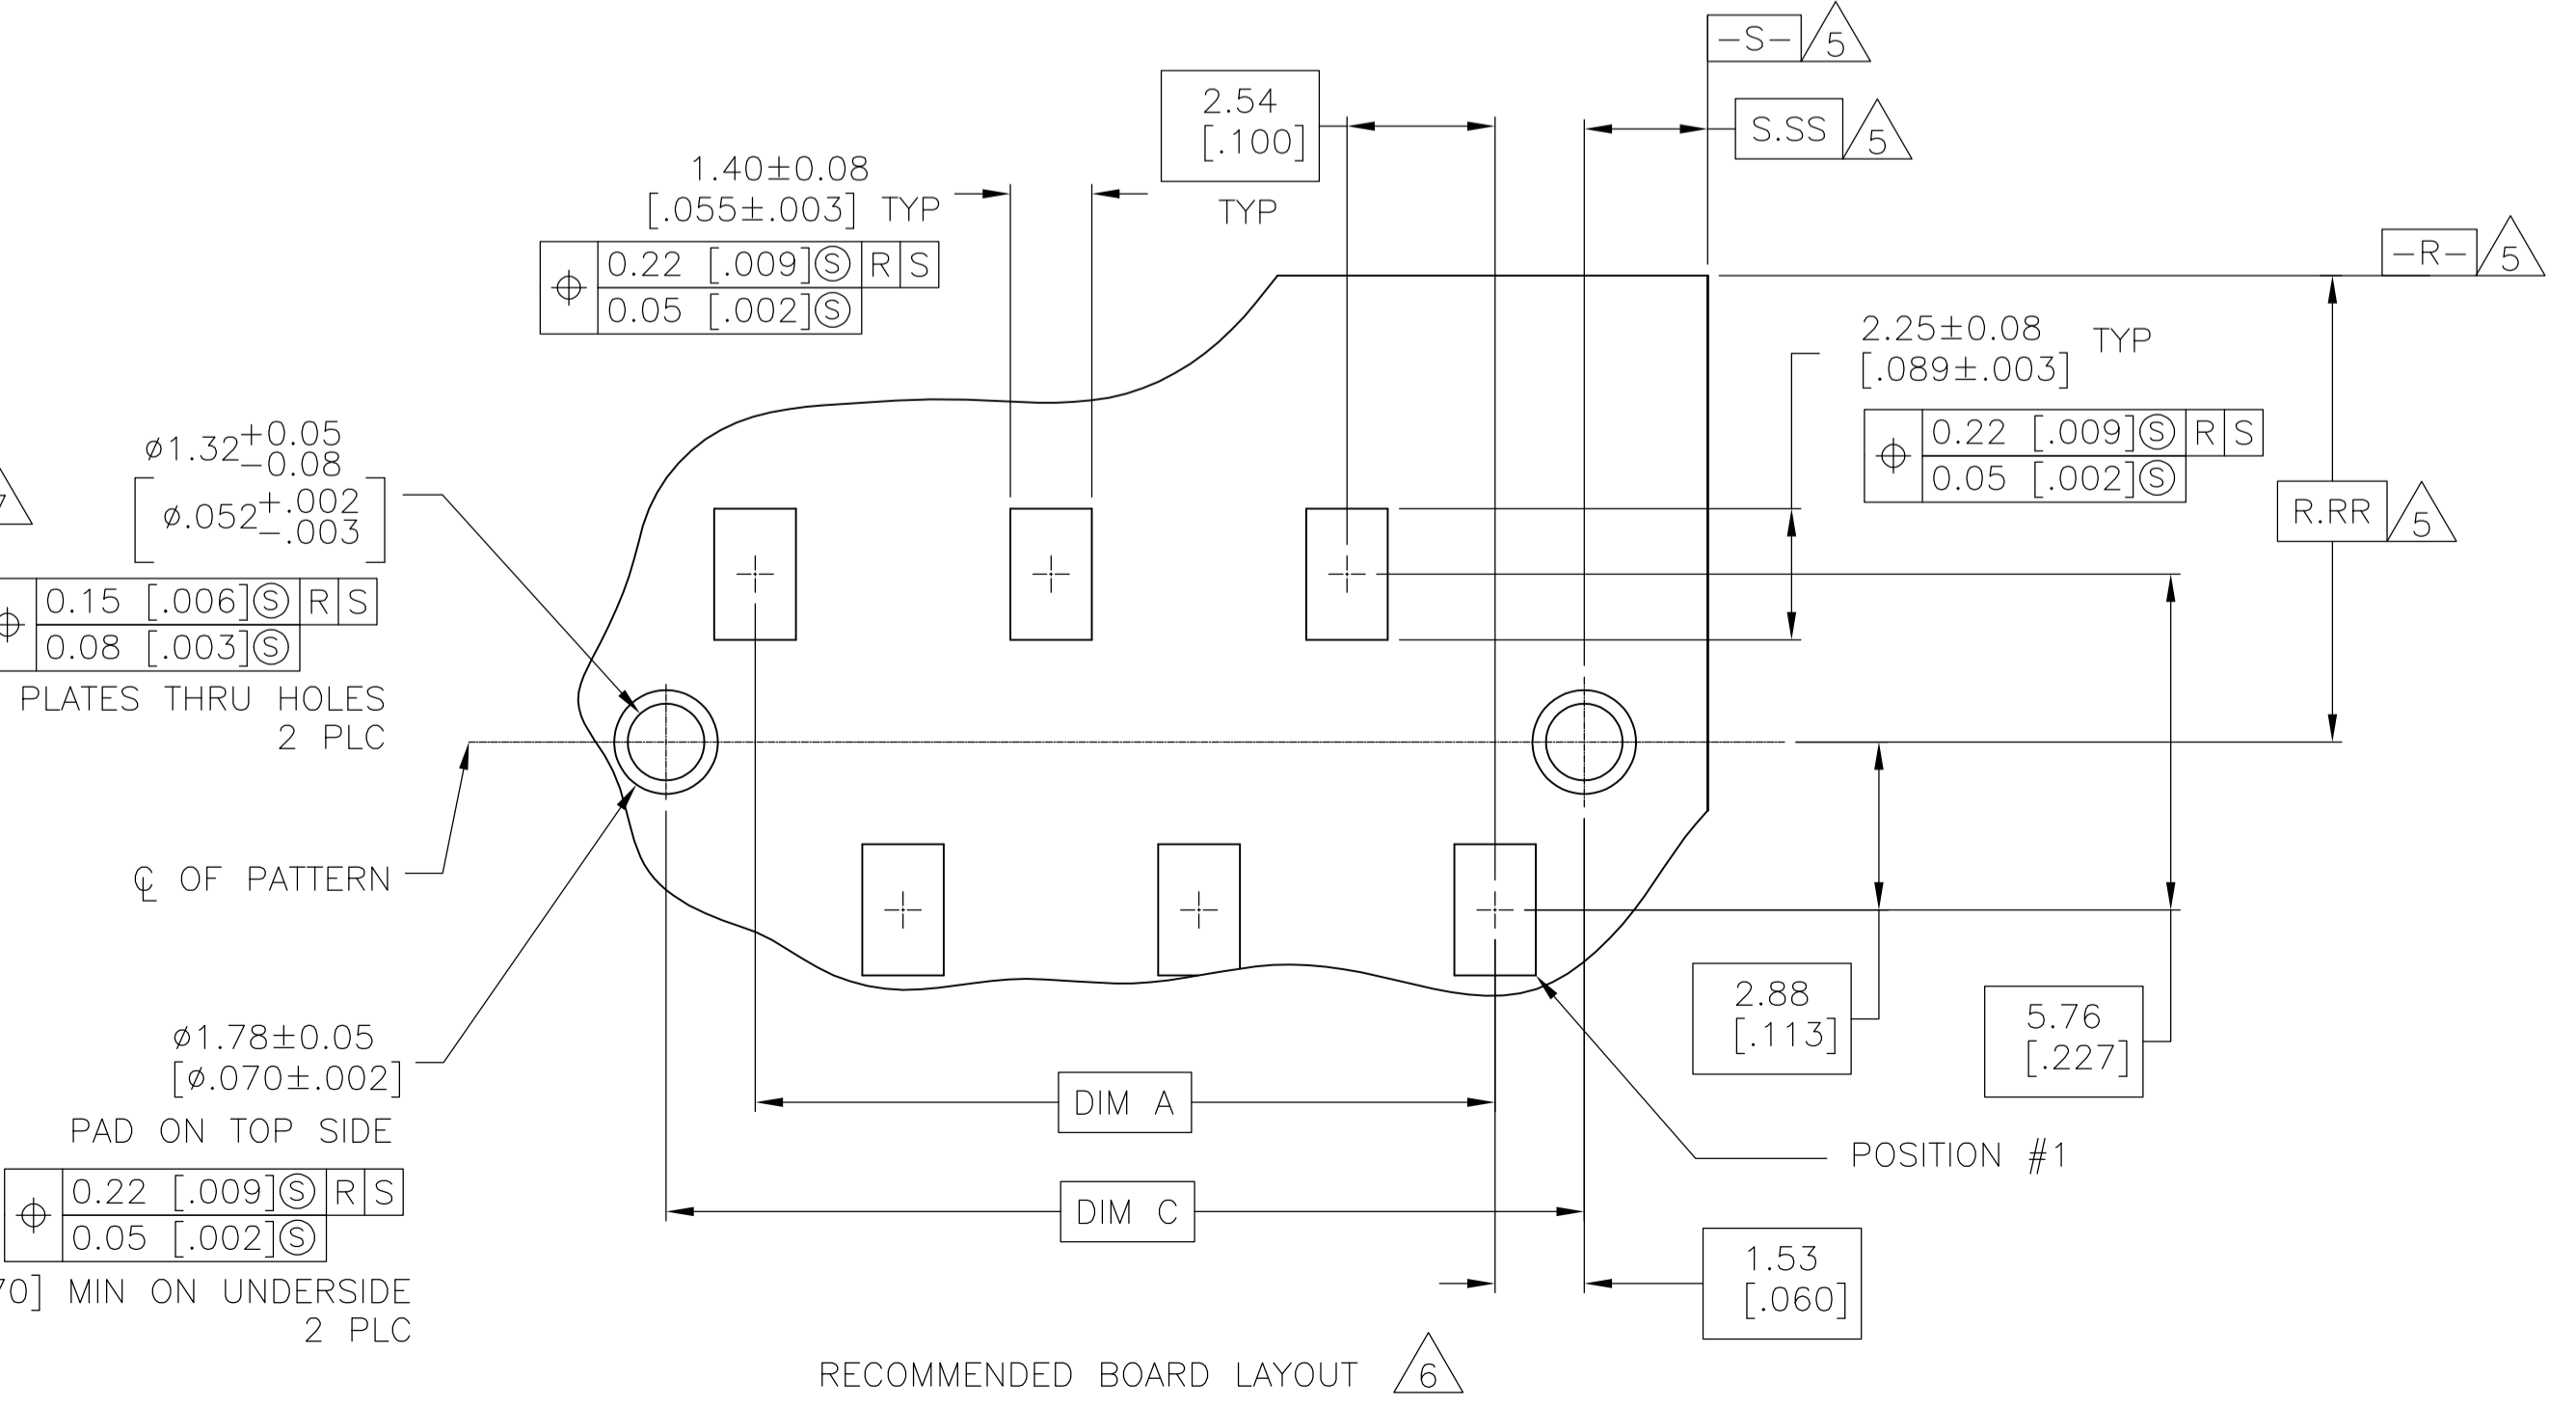 -S- 5
2.54
[.100]
TYP
S.SS 5
1.40±0.08
[.055±.003] TYP
⌖ 0.22 [.009]Ⓢ R S
0.05 [.002]Ⓢ
-R- 5
2.25±0.08 TYP
[.089±.003]
⌖ 0.22 [.009]Ⓢ R S
0.05 [.002]Ⓢ
R.RR 5
⌀1.32+0.05
-0.08
[⌀.052+.002
-.003]
7
⌖ 0.15 [.006]Ⓢ R S
0.08 [.003]Ⓢ
PLATES THRU HOLES
2 PLC
℄ OF PATTERN
⌀1.78±0.05
[⌀.070±.002]
PAD ON TOP SIDE
⌖ 0.22 [.009]Ⓢ R S
0.05 [.002]Ⓢ
70] MIN ON UNDERSIDE
2 PLC
2.88
[.113]
5.76
[.227]
DIM A
POSITION #1
DIM C
1.53
[.060]
RECOMMENDED BOARD LAYOUT 6